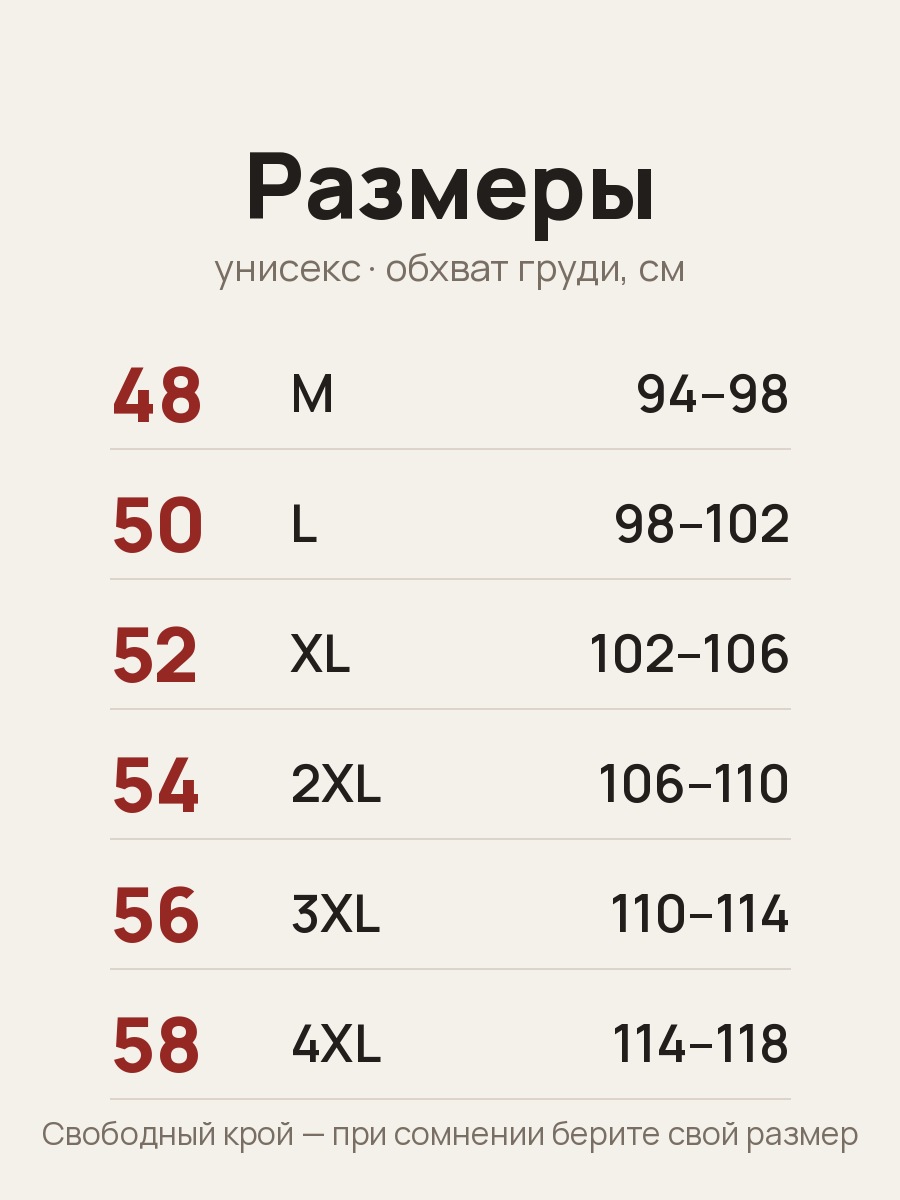 Размеры
унисекс · обхват груди, см
48 M 94–98
50 L 98–102
52 XL 102–106
54 2XL 106–110
56 3XL 110–114
58 4XL 114–118
Свободный крой — при сомнении берите свой размер